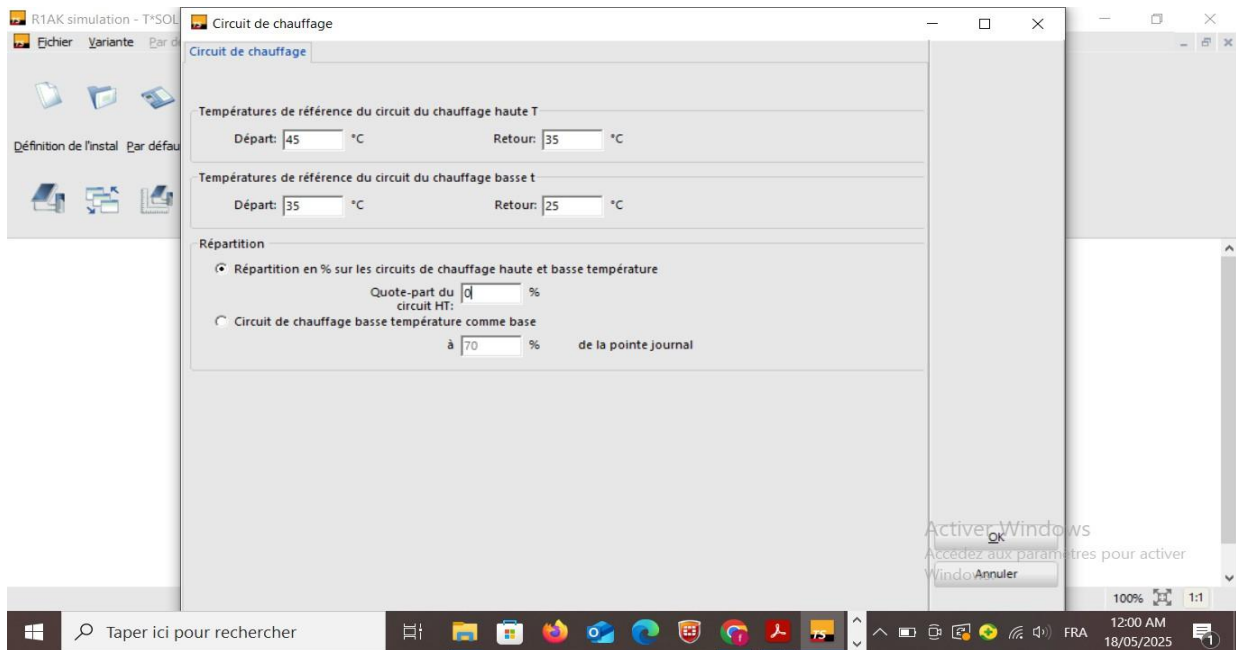 R1AK simulation - T*SOL
Circuit de chauffage
Fichier Variante Par d
Circuit de chauffage
Températures de référence du circuit du chauffage haute T
Départ: 45 °C Retour: 35 °C
Définition de l'instal Par défau
Températures de référence du circuit du chauffage basse t
Départ: 35 °C Retour: 25 °C
Répartition
Répartition en % sur les circuits de chauffage haute et basse température
Quote-part du 0 %
circuit HT:
Circuit de chauffage basse température comme base
à 70 % de la pointe journal
Activer Windows
OK
Accédez aux paramètres pour activer
Windows
Annuler
100% 1:1
Taper ici pour rechercher
TS
FRA
12:00 AM
18/05/2025
1